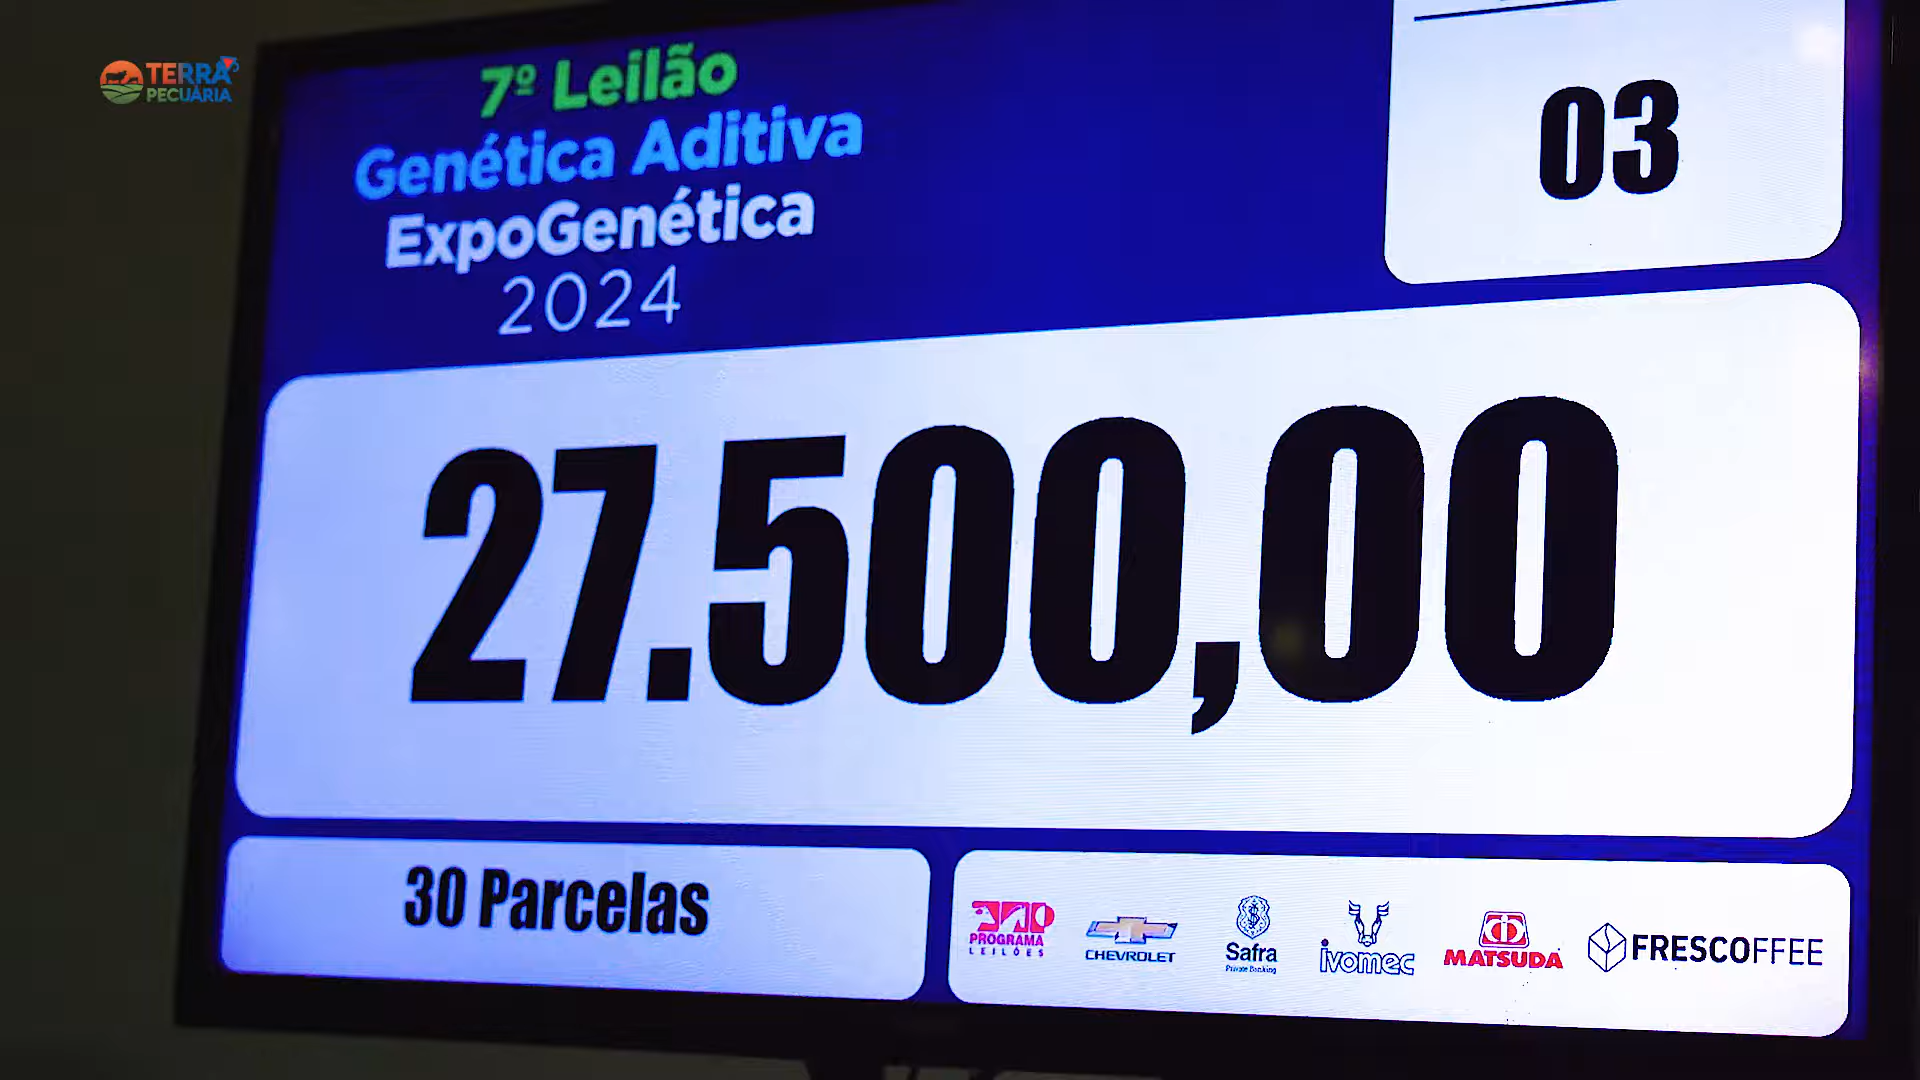 TERRA
PECUÁRIA
7º Leilão
Genética Aditiva
ExpoGenética
2024
03
27.500,00
30 Parcelas
PROGRAMA
LEILÕES
CHEVROLET
Safra
Private Banking
ivomec
MATSUDA
FRESCOFFEE